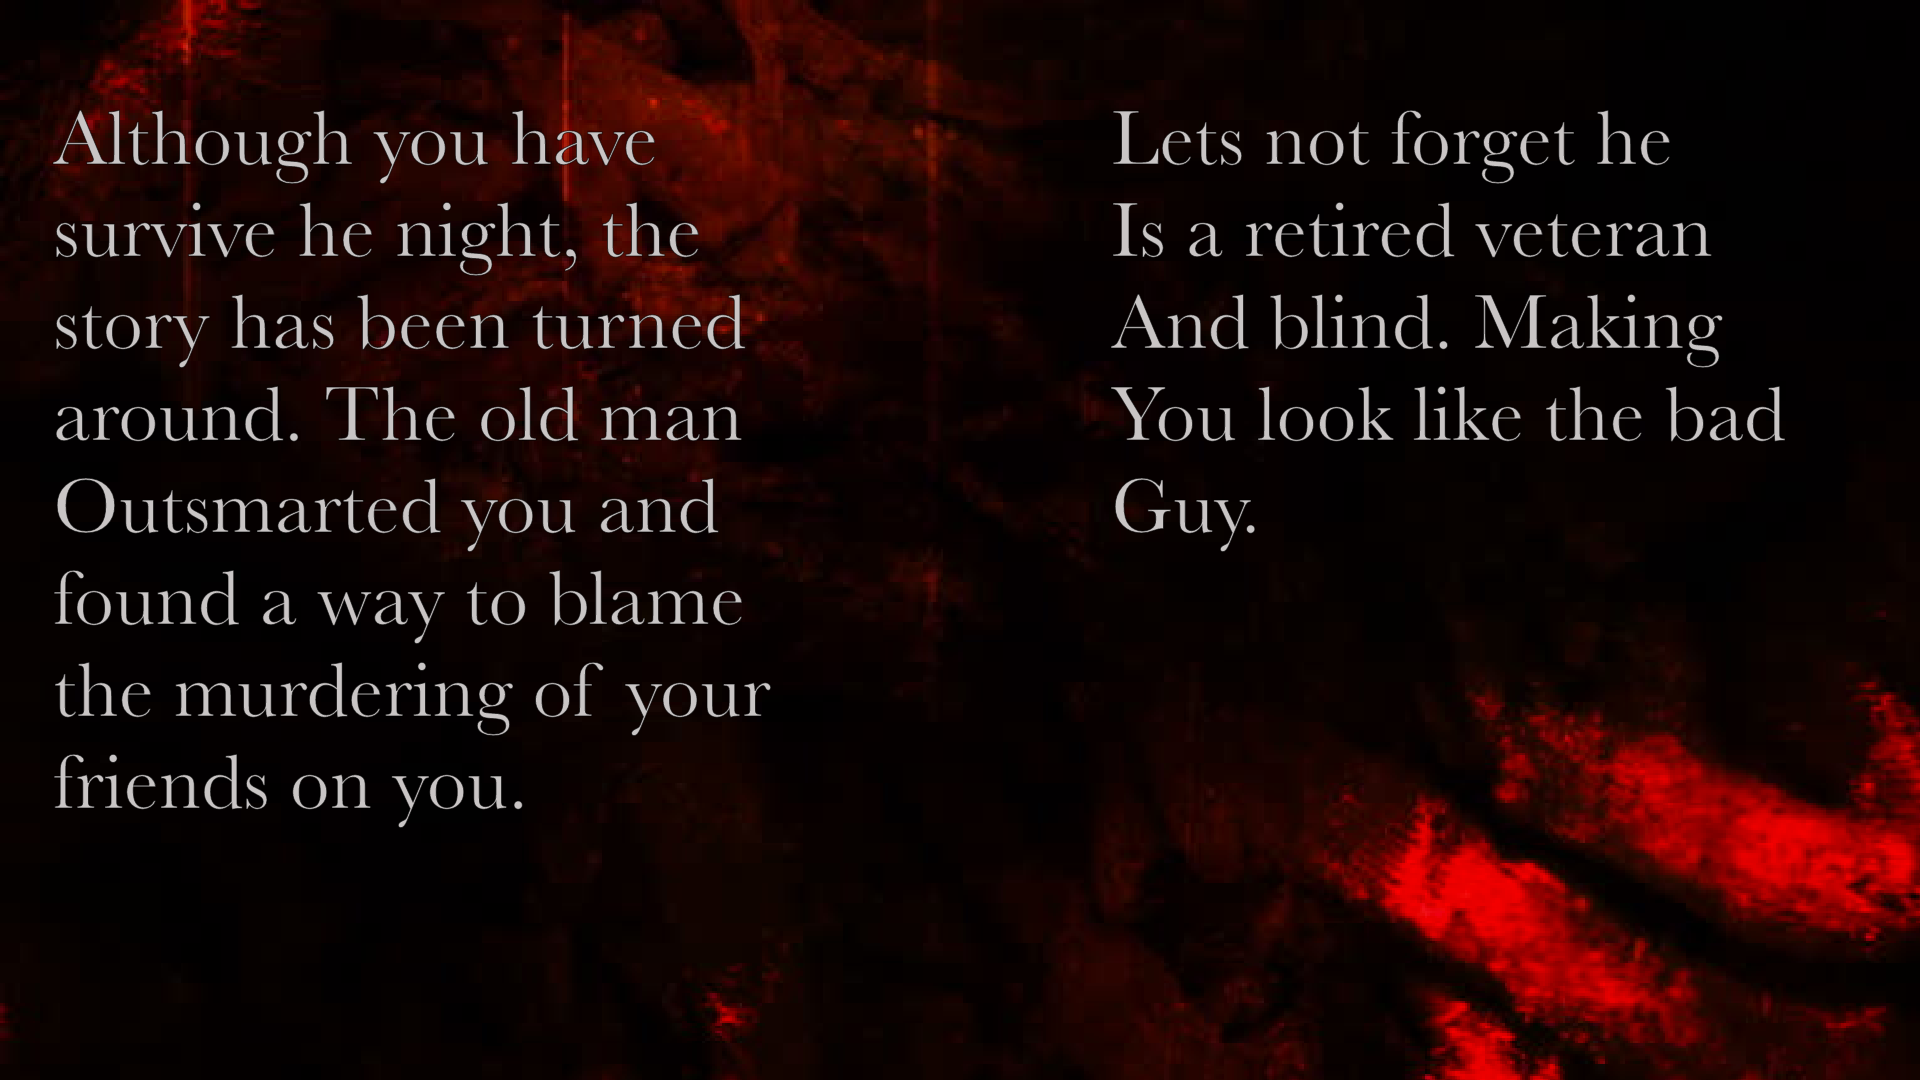 Although you have
survive he night, the
story has been turned
around. The old man
Outsmarted you and
found a way to blame
the murdering of your
friends on you.
Lets not forget he
Is a retired veteran
And blind. Making
You look like the bad
Guy.